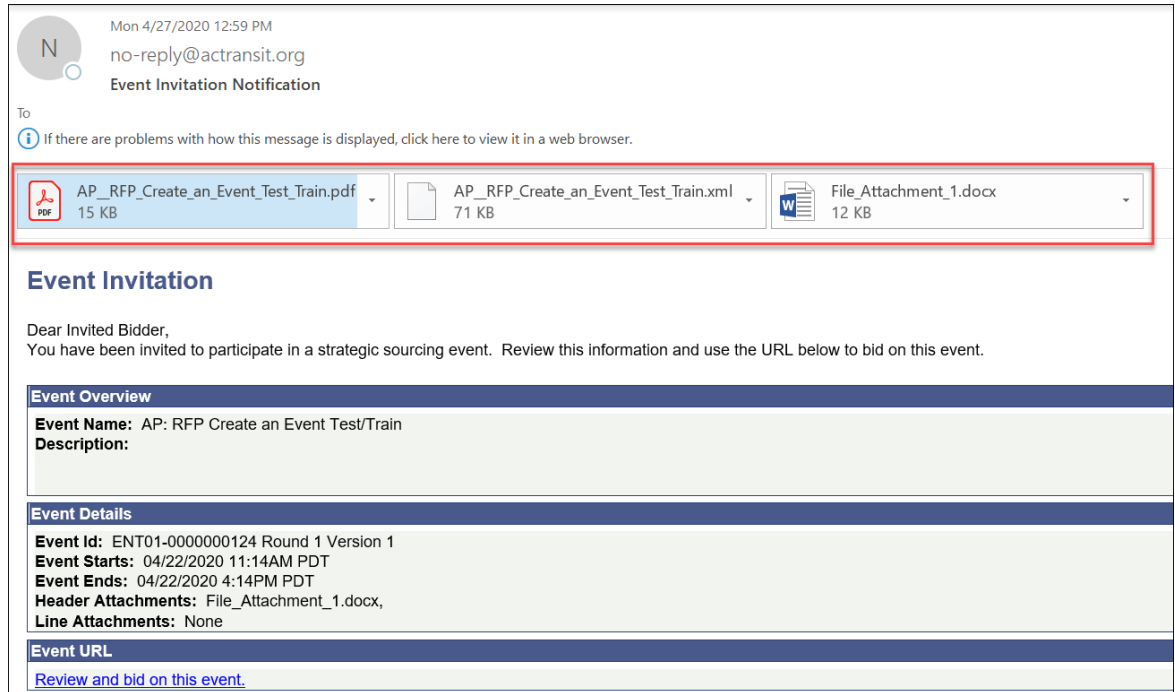 Mon 4/27/2020 12:59 PM
N
no-reply@actransit.org
Event Invitation Notification
To
i If there are problems with how this message is displayed, click here to view it in a web browser.
PDF AP__RFP_Create_an_Event_Test_Train.pdf AP__RFP_Create_an_Event_Test_Train.xml W File_Attachment_1.docx
15 KB 71 KB 12 KB
Event Invitation
Dear Invited Bidder,
You have been invited to participate in a strategic sourcing event.  Review this information and use the URL below to bid on this event.
Event Overview
Event Name:  AP: RFP Create an Event Test/Train
Description:
Event Details
Event Id:  ENT01-0000000124 Round 1 Version 1
Event Starts:  04/22/2020 11:14AM PDT
Event Ends:  04/22/2020 4:14PM PDT
Header Attachments:  File_Attachment_1.docx,
Line Attachments:  None
Event URL
Review and bid on this event.